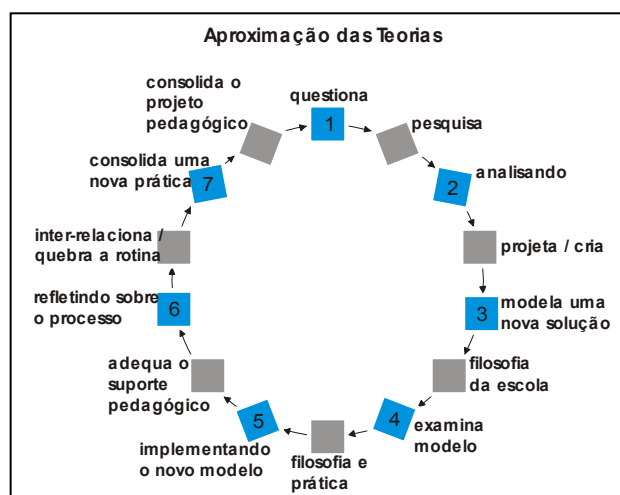 Aproximação das Teorias
questiona
1
pesquisa
analisando
2
projeta / cria
modela uma
nova solução
3
filosofia
da escola
examina
modelo
4
filosofia e
prática
implementando
o novo modelo
5
adequa o
suporte
pedagógico
refletindo sobre
o processo
6
inter-relaciona /
quebra a rotina
consolida uma
nova prática
7
consolida o
projeto
pedagógico